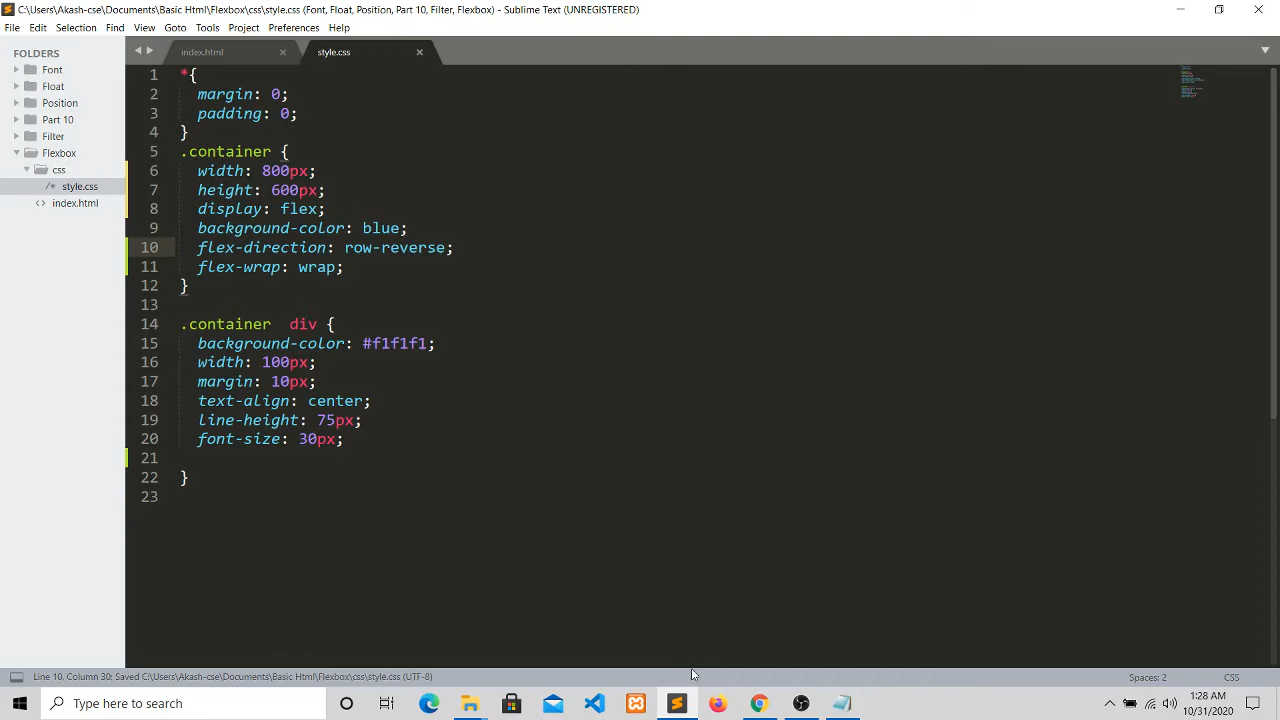 C:\Users\Akash-cse\Documents\Basic Html\Flexbox\css\style.css (Font, Float, Position, Part 10, Filter, Flexbox) - Sublime Text (UNREGISTERED)
File Edit Selection Find View Goto Tools Project Preferences Help
FOLDERS
Font
Float
Position
Part 10
Filter
Flexbox
css
/* style.css
<> index.html
index.html
style.css
1 *{
2 margin: 0;
3 padding: 0;
4 }
5 .container {
6 width: 800px;
7 height: 600px;
8 display: flex;
9 background-color: blue;
10 flex-direction: row-reverse;
11 flex-wrap: wrap;
12 }
13
14 .container  div {
15 background-color: #f1f1f1;
16 width: 100px;
17 margin: 10px;
18 text-align: center;
19 line-height: 75px;
20 font-size: 30px;
21
22 }
23
Line 10, Column 30: Saved C:\Users\Akash-cse\Documents\Basic Html\Flexbox\css\style.css (UTF-8)
Spaces: 2
CSS
Type here to search
1:28 AM
10/31/2020